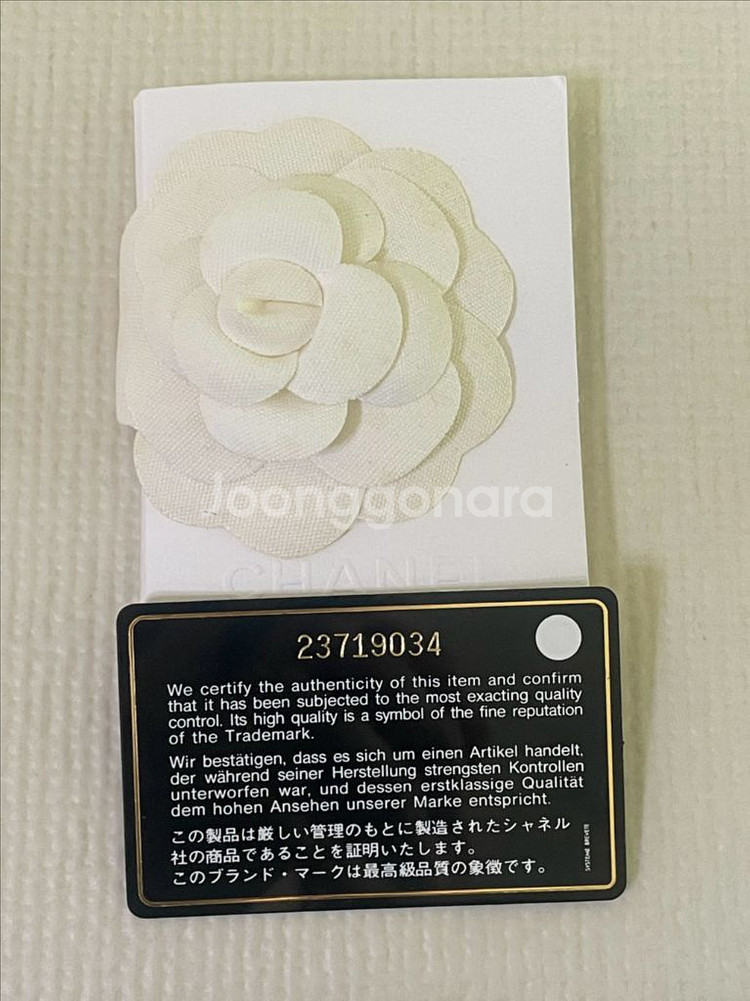 Joonggonara
CHANEL
23719034
We certify the authenticity of this item and confirm
that it has been subjected to the most exacting quality
control. Its high quality is a symbol of the fine reputation
of the Trademark.
Wir bestätigen, dass es sich um einen Artikel handelt,
der während seiner Herstellung strengsten Kontrollen
unterworfen war, und dessen erstklassige Qualität
dem hohen Ansehen unserer Marke entspricht.
この製品は厳しい管理のもとに製造されたシャネル
社の商品であることを証明いたします。
このブランド・マークは最高級品質の象徴です。
SYSTEME BREVETE